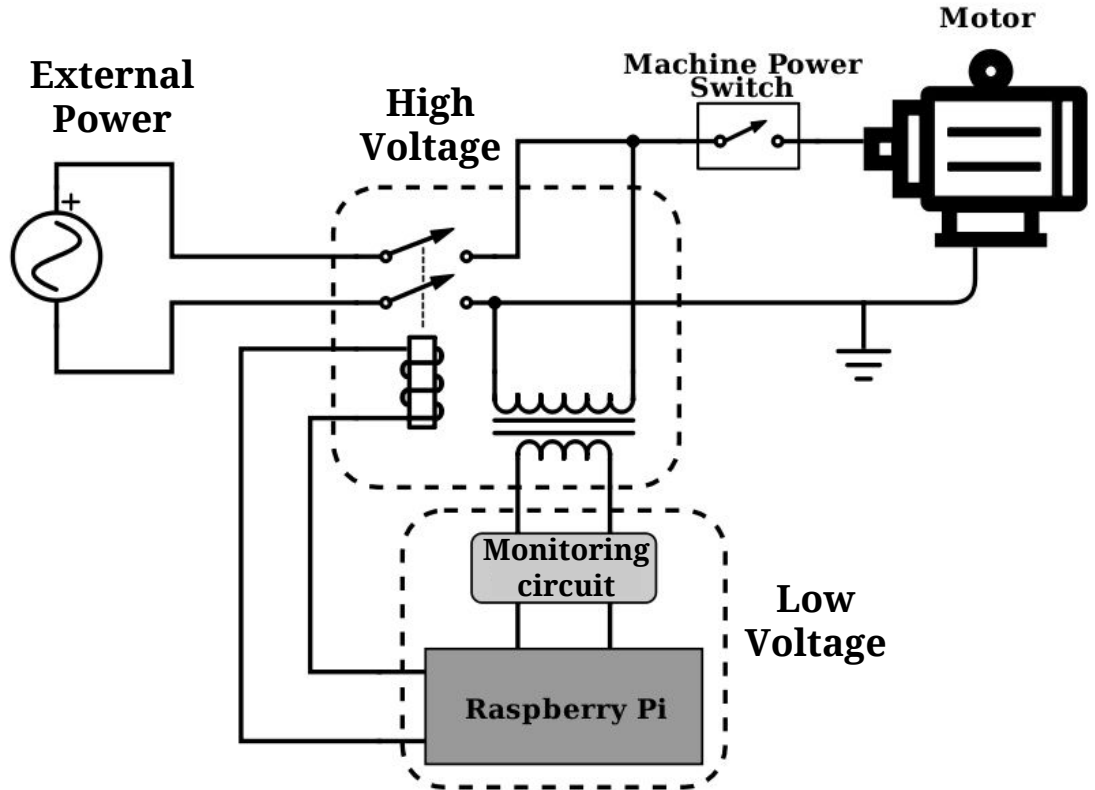 Motor
External
Power
High
Voltage
Machine Power
Switch
+
Monitoring
circuit
Low
Voltage
Raspberry Pi